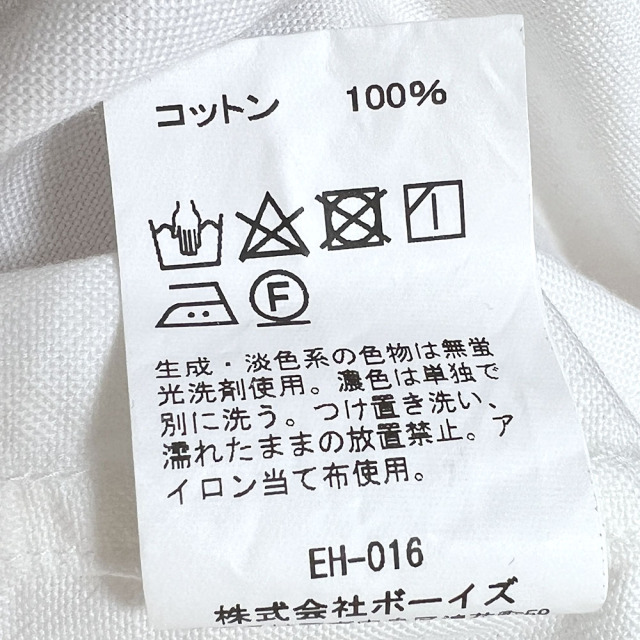 コットン 100%
F
生成・淡色系の色物は無蛍
光洗剤使用。濃色は単独で
別に洗う。つけ置き洗い、
濡れたままの放置禁止。ア
イロン当て布使用。
EH-016
株式会社ボーイズ